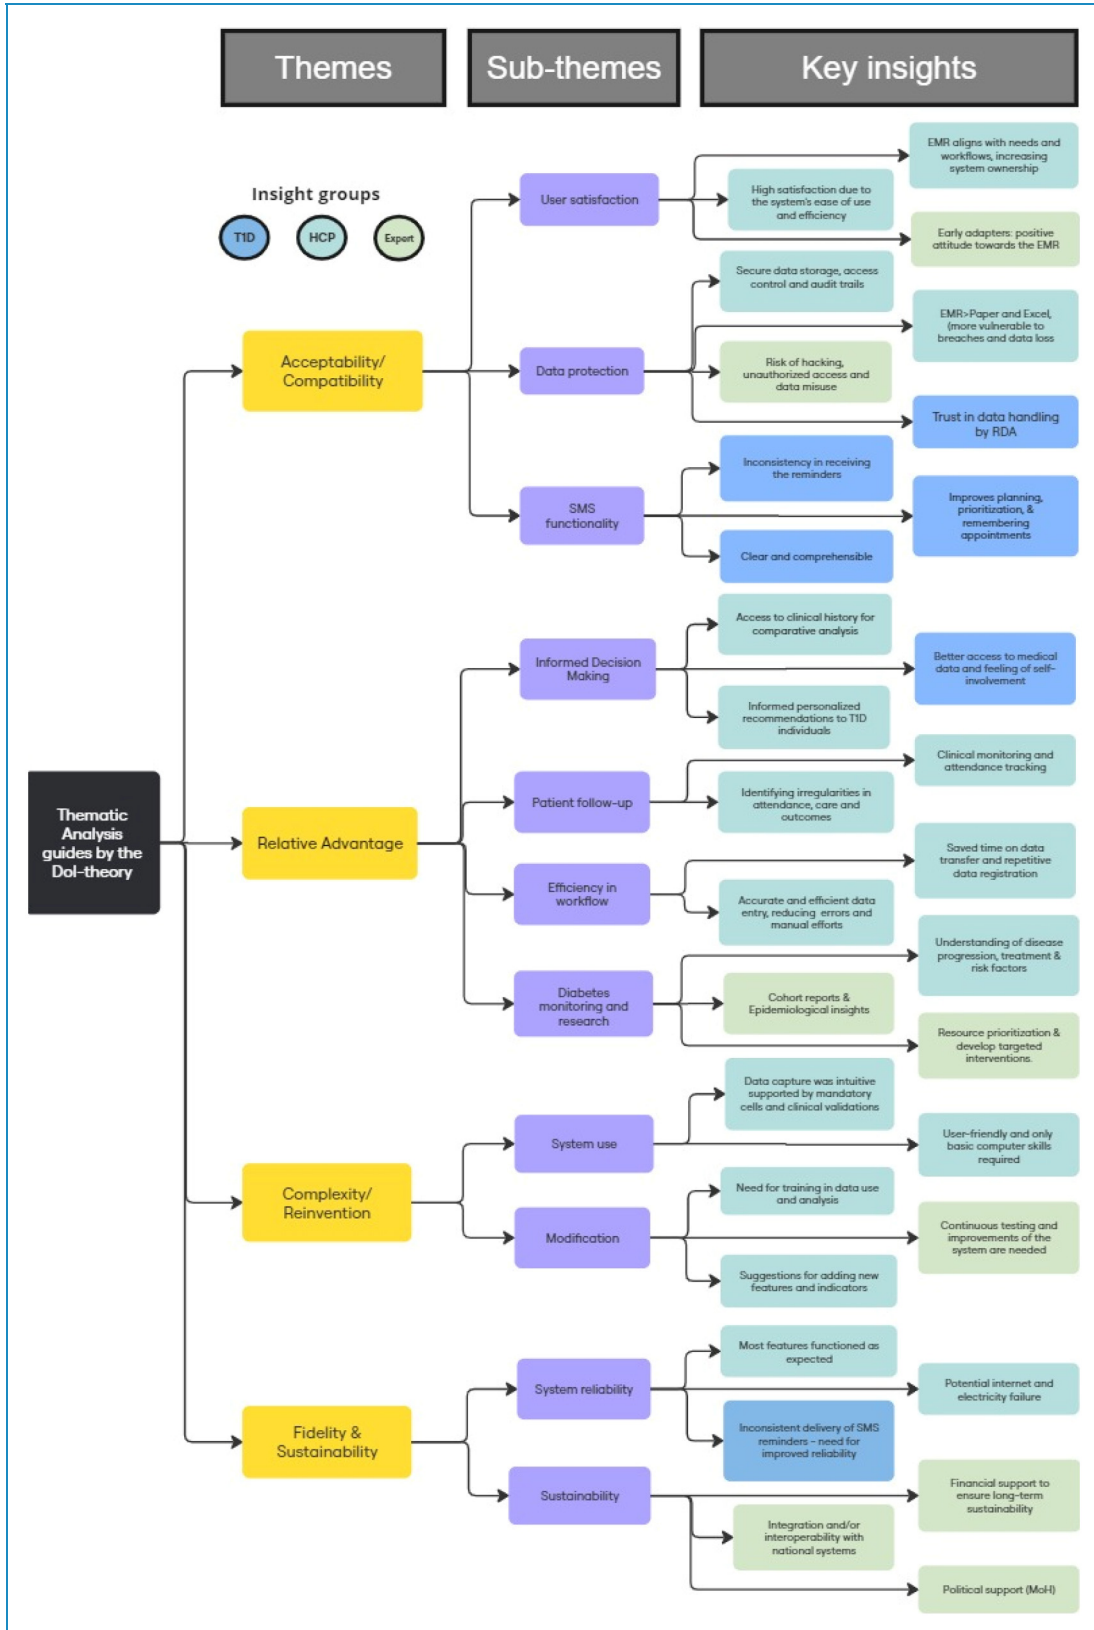 Themes
Sub-themes
Key insights
Insight groups
T1D
HCP
Expert
Thematic
Analysis
guides by the
DoI-theory
Acceptability/
Compatibility
User satisfaction
EMR aligns with needs and
workflows, increasing
system ownership
High satisfaction due to
the system's ease of use
and efficiency
Early adapters: positive
attitude towards the EMR
Data protection
Secure data storage, access
control and audit trails
EMR>Paper and Excel,
(more vulnerable to
breaches and data loss
Risk of hacking,
unauthorized access and
data misuse
Trust in data handling
by RDA
SMS
functionality
Inconsistency in receiving
the reminders
Improves planning,
prioritization, &
remembering
appointments
Clear and comprehensible
Relative Advantage
Informed Decision
Making
Access to clinical history for
comparative analysis
Better access to medical
data and feeling of self-
involvement
Informed personalized
recommendations to T1D
individuals
Patient follow-up
Clinical monitoring and
attendance tracking
Identifying irregularities in
attendance, care and
outcomes
Efficiency in
workflow
Saved time on data
transfer and repetitive
data registration
Accurate and efficient data
entry, reducing errors and
manual efforts
Diabetes
monitoring and
research
Understanding of disease
progression, treatment &
risk factors
Cohort reports &
Epidemiological insights
Resource prioritization &
develop targeted
interventions.
Complexity/
Reinvention
System use
Data capture was intuitive
supported by mandatory
cells and clinical validations
User-friendly and only
basic computer skills
required
Modification
Need for training in data use
and analysis
Continuous testing and
improvements of the
system are needed
Suggestions for adding new
features and indicators
Fidelity &
Sustainability
System reliability
Most features functioned as
expected
Potential internet and
electricity failure
Inconsistent delivery of SMS
reminders – need for
improved reliability
Sustainability
Financial support to
ensure long-term
sustainability
Integration and/or
interoperability with
national systems
Political support (MoH)